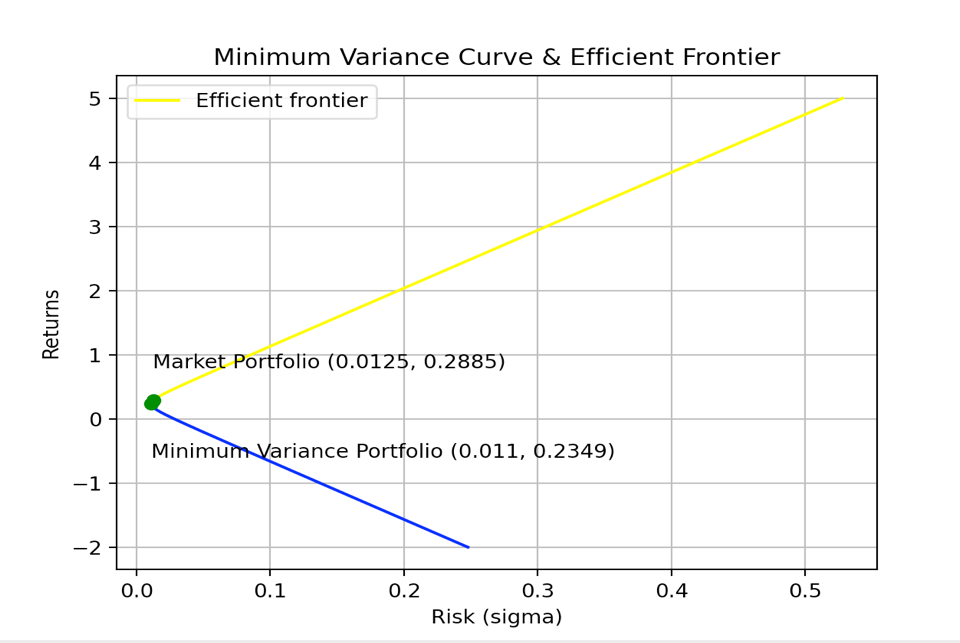 Minimum Variance Curve & Efficient Frontier
Efficient frontier
5
4
3
2
1
0
−1
−2
Returns
Market Portfolio (0.0125, 0.2885)
Minimum Variance Portfolio (0.011, 0.2349)
0.0 0.1 0.2 0.3 0.4 0.5
Risk (sigma)